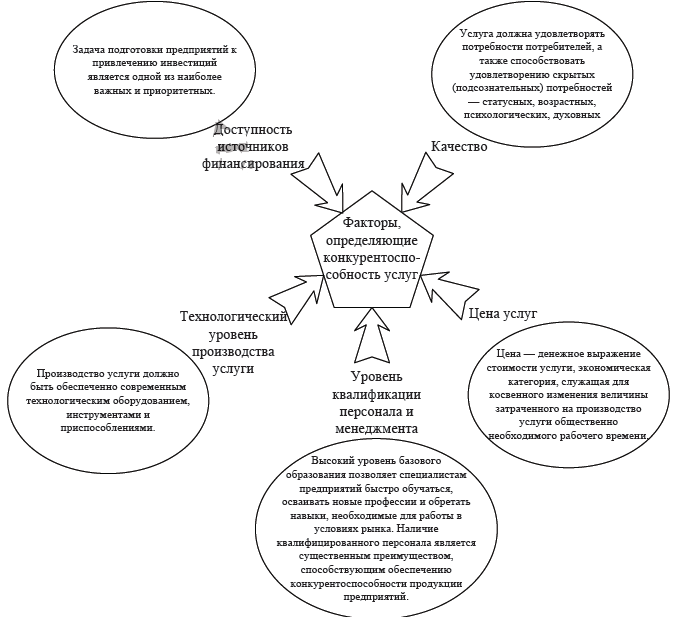 Задача подготовки предприятий к
привлечению инвестиций
является одной из наиболее
важных и приоритетных.
Услуга должна удовлетворять
потребности потребителей, а
также способствовать
удовлетворению скрытых
(подсознательных) потребностей
— статусных, возрастных,
психологических, духовных
Доступность
источников
финансирования
Качество
Факторы,
определяющие
конкурентоспо-
собность услуг
Технологический
уровень
производства
услуги
Цена услуг
Уровень
квалификации
персонала и
менеджмента
Производство услуги должно
быть обеспеченно современным
технологическим оборудованием,
инструментами и
приспособлениями.
Цена — денежное выражение
стоимости услуги, экономическая
категория, служащая для
косвенного изменения величины
затраченного на производство
услуги общественно
необходимого рабочего времени.
Высокий уровень базового
образования позволяет специалистам
предприятий быстро обучаться,
осваивать новые профессии и обретать
навыки, необходимые для работы в
условиях рынка. Наличие
квалифицированного персонала является
существенным преимуществом,
способствующим обеспечению
конкурентоспособности продукции
предприятий.